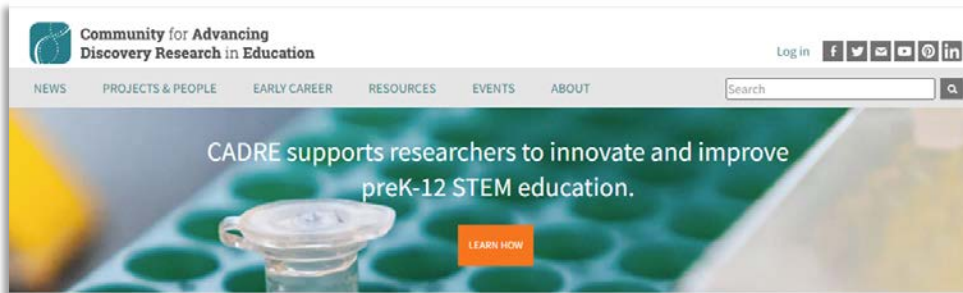 Community for Advancing
Discovery Research in Education
Log in
NEWS PROJECTS & PEOPLE EARLY CAREER RESOURCES EVENTS ABOUT
Search
CADRE supports researchers to innovate and improve
preK-12 STEM education.
LEARN HOW